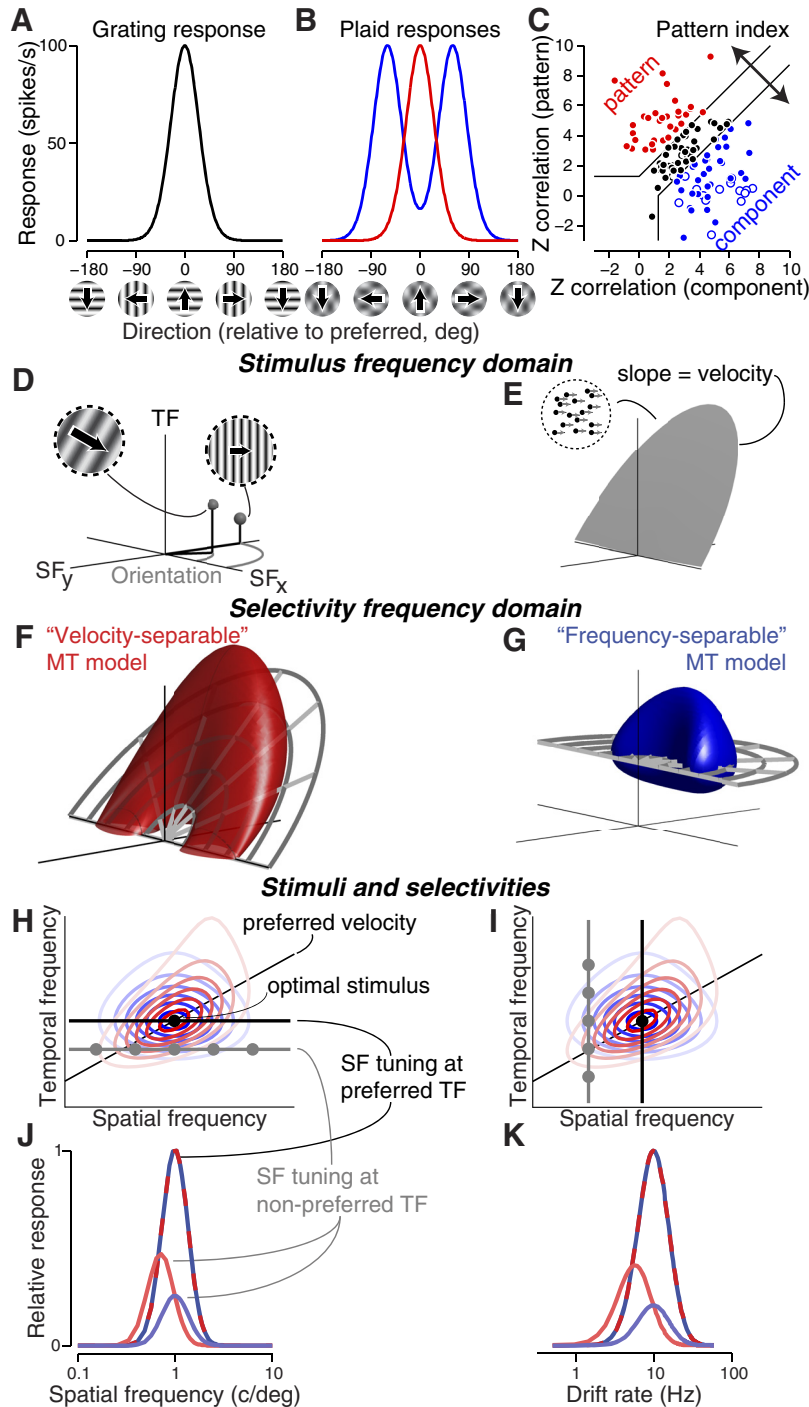 A
Grating response
Response (spikes/s)
100
50
0
−180
−90
0
90
180
B
Plaid responses
−180
−90
0
90
180
Direction (relative to preferred, deg)
C
Pattern index
Z correlation (pattern)
10
8
6
4
2
0
−2
pattern
component
−2
0
2
4
6
8
10
Z correlation (component)
Stimulus frequency domain
D
TF
SFy
Orientation
SFx
E
slope = velocity
Selectivity frequency domain
F
“Velocity-separable”
MT model
G
“Frequency-separable”
MT model
Stimuli and selectivities
H
Temporal frequency
Spatial frequency
preferred velocity
optimal stimulus
SF tuning at
preferred TF
I
Temporal frequency
Spatial frequency
J
Relative response
1
0
0.1
1
10
Spatial frequency (c/deg)
SF tuning at
non-preferred TF
K
1
10
100
Drift rate (Hz)